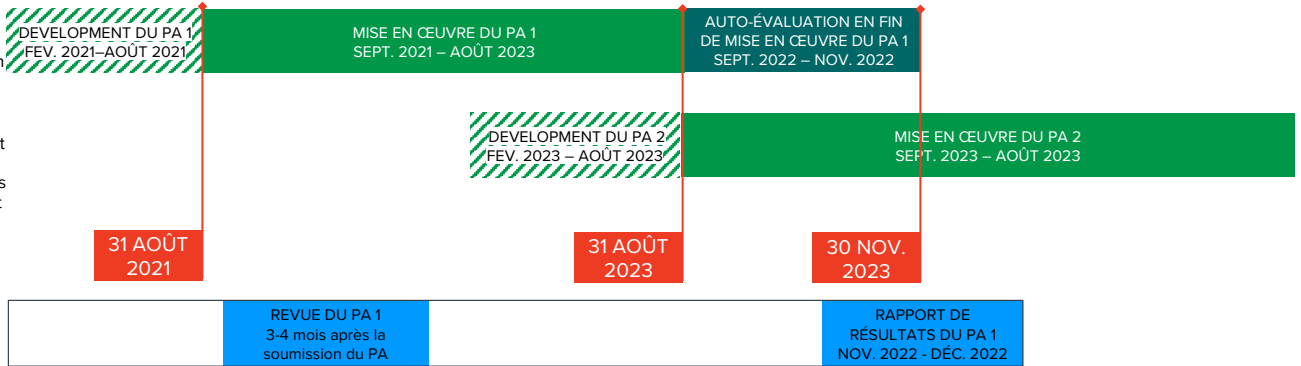 DEVELOPMENT DU PA 1
FEV. 2021–AOÛT 2021
MISE EN ŒUVRE DU PA 1
SEPT. 2021 – AOÛT 2023
AUTO-ÉVALUATION EN FIN
DE MISE EN ŒUVRE DU PA 1
SEPT. 2022 – NOV. 2022
n
t
s
t
DEVELOPMENT DU PA 2
FEV. 2023 – AOÛT 2023
MISE EN ŒUVRE DU PA 2
SEPT. 2023 – AOÛT 2023
31 AOÛT
2021
31 AOÛT
2023
30 NOV.
2023
REVUE DU PA 1
3-4 mois après la
soumission du PA
RAPPORT DE
RÉSULTATS DU PA 1
NOV. 2022 - DÉC. 2022